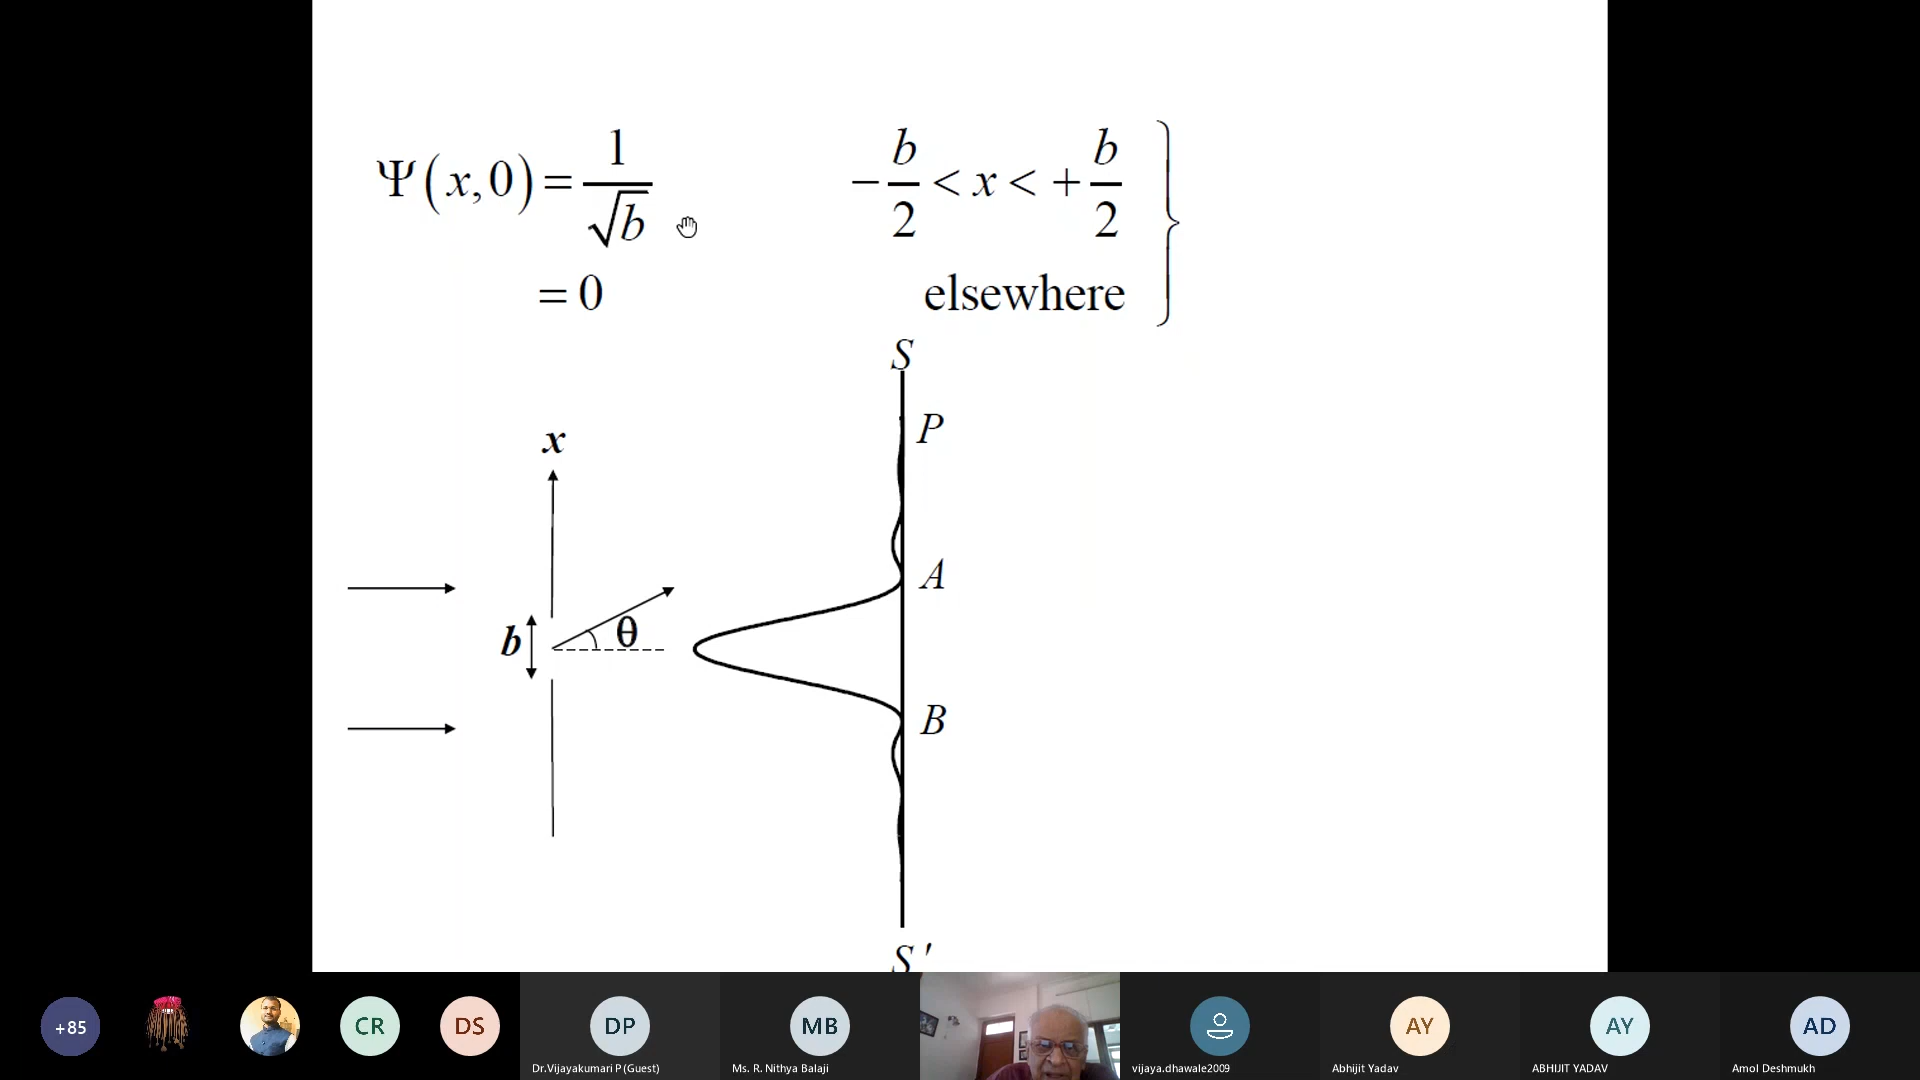 Ψ(x,0) = 1/√b    −b/2 < x < +b/2
= 0    elsewhere
S
P
x
A
θ
b
B
S′
+85
CR
DS
DP
MB
AY
AY
AD
Dr.Vijayakumari P (Guest)
Ms. R. Nithya Balaji
vijaya.dhawale2009
Abhijit Yadav
ABHIJIT YADAV
Amol Deshmukh